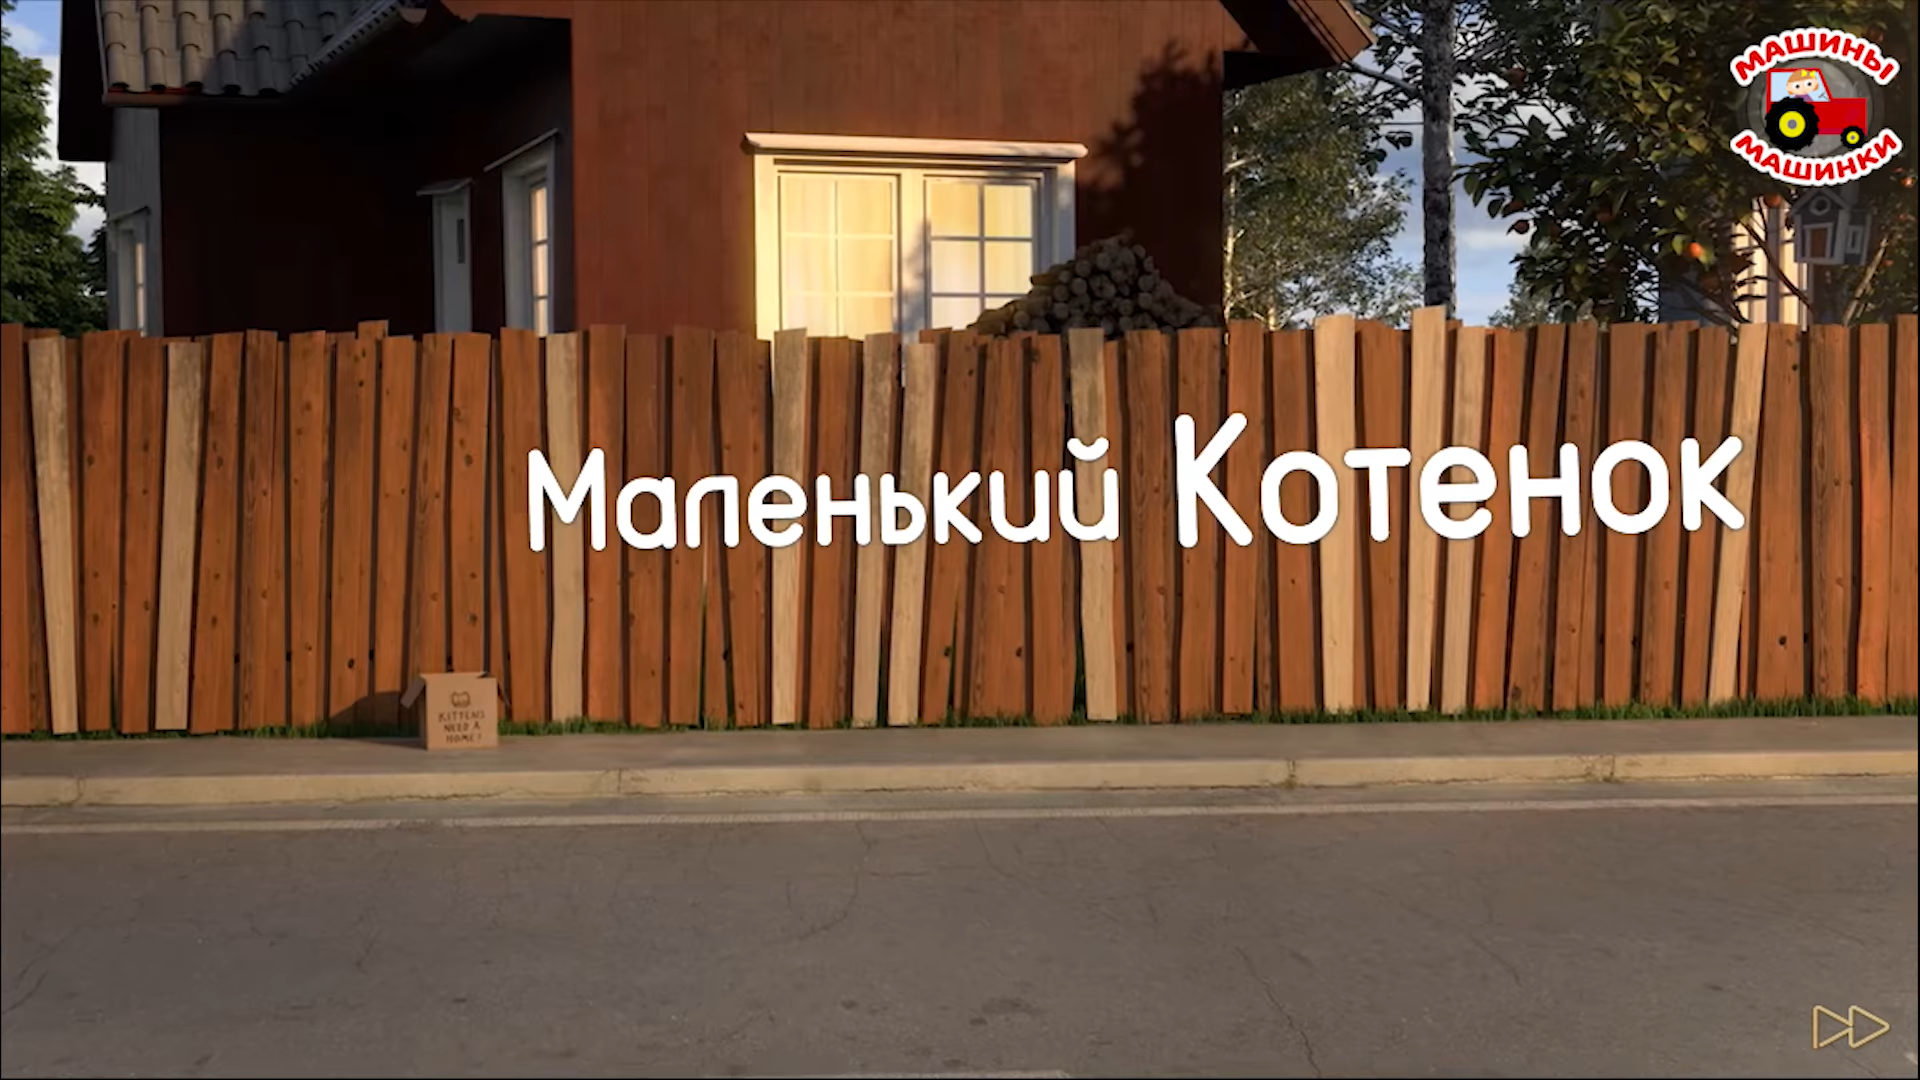 МАШИНЫ
МАШИНКИ
Маленький Котенок
KITTENS
NEED A
HOME!